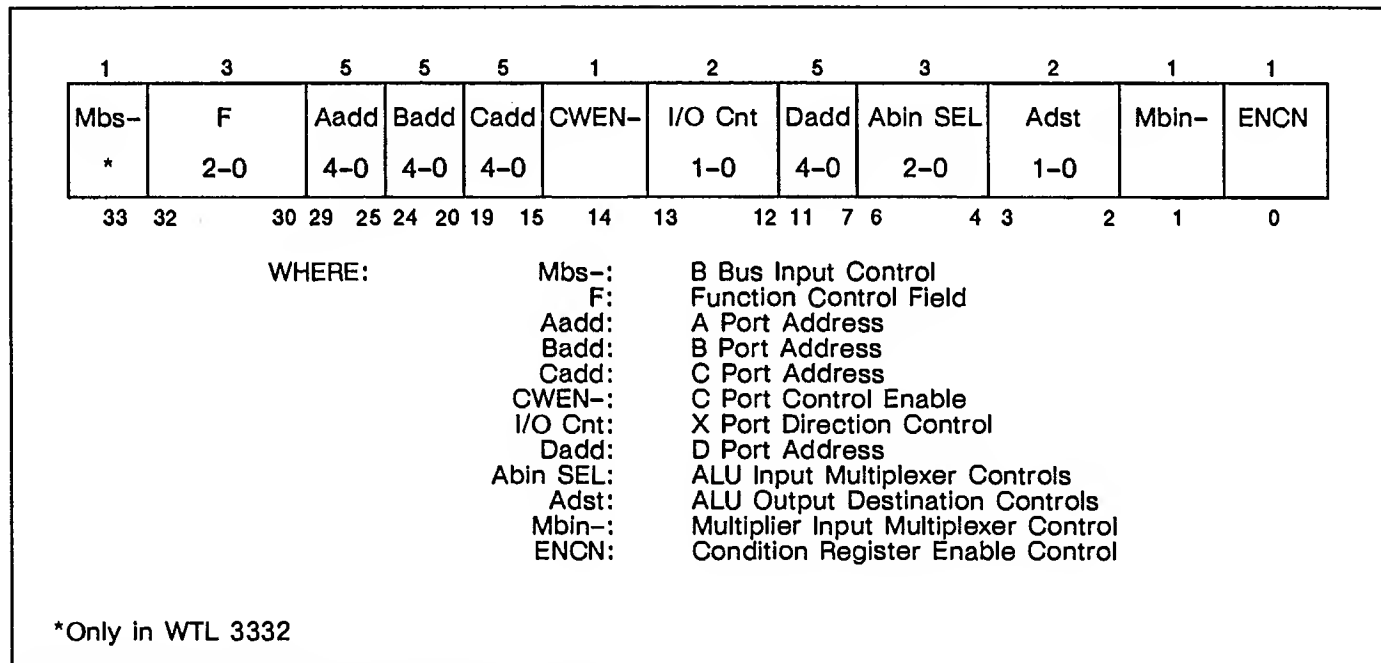 1 3 5 5 5 1 2 5 3 2 1 1
Mbs- F Aadd Badd Cadd CWEN- I/O Cnt Dadd Abin SEL Adst Mbin- ENCN
* 2-0 4-0 4-0 4-0 1-0 4-0 2-0 1-0
33 32 30 29 25 24 20 19 15 14 13 12 11 7 6 4 3 2 1 0
WHERE: Mbs-: B Bus Input Control
F: Function Control Field
Aadd: A Port Address
Badd: B Port Address
Cadd: C Port Address
CWEN-: C Port Control Enable
I/O Cnt: X Port Direction Control
Dadd: D Port Address
Abin SEL: ALU Input Multiplexer Controls
Adst: ALU Output Destination Controls
Mbin-: Multiplier Input Multiplexer Control
ENCN: Condition Register Enable Control
*Only in WTL 3332